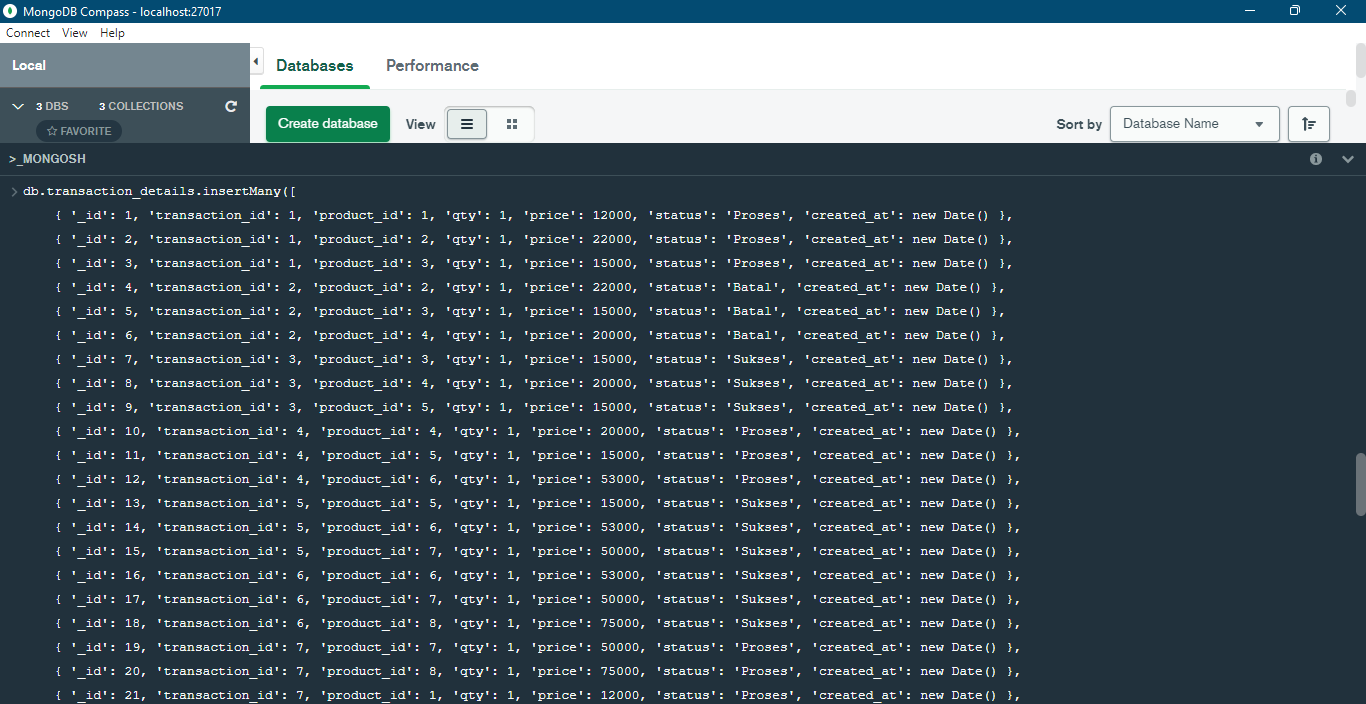 MongoDB Compass - localhost:27017
Connect View Help
Local
Databases Performance
3 DBS 3 COLLECTIONS
FAVORITE
Create database View Sort by Database Name
>_MONGOSH
> db.transaction_details.insertMany([
{ '_id': 1, 'transaction_id': 1, 'product_id': 1, 'qty': 1, 'price': 12000, 'status': 'Proses', 'created_at': new Date() },
{ '_id': 2, 'transaction_id': 1, 'product_id': 2, 'qty': 1, 'price': 22000, 'status': 'Proses', 'created_at': new Date() },
{ '_id': 3, 'transaction_id': 1, 'product_id': 3, 'qty': 1, 'price': 15000, 'status': 'Proses', 'created_at': new Date() },
{ '_id': 4, 'transaction_id': 2, 'product_id': 2, 'qty': 1, 'price': 22000, 'status': 'Batal', 'created_at': new Date() },
{ '_id': 5, 'transaction_id': 2, 'product_id': 3, 'qty': 1, 'price': 15000, 'status': 'Batal', 'created_at': new Date() },
{ '_id': 6, 'transaction_id': 2, 'product_id': 4, 'qty': 1, 'price': 20000, 'status': 'Batal', 'created_at': new Date() },
{ '_id': 7, 'transaction_id': 3, 'product_id': 3, 'qty': 1, 'price': 15000, 'status': 'Sukses', 'created_at': new Date() },
{ '_id': 8, 'transaction_id': 3, 'product_id': 4, 'qty': 1, 'price': 20000, 'status': 'Sukses', 'created_at': new Date() },
{ '_id': 9, 'transaction_id': 3, 'product_id': 5, 'qty': 1, 'price': 15000, 'status': 'Sukses', 'created_at': new Date() },
{ '_id': 10, 'transaction_id': 4, 'product_id': 4, 'qty': 1, 'price': 20000, 'status': 'Proses', 'created_at': new Date() },
{ '_id': 11, 'transaction_id': 4, 'product_id': 5, 'qty': 1, 'price': 15000, 'status': 'Proses', 'created_at': new Date() },
{ '_id': 12, 'transaction_id': 4, 'product_id': 6, 'qty': 1, 'price': 53000, 'status': 'Proses', 'created_at': new Date() },
{ '_id': 13, 'transaction_id': 5, 'product_id': 5, 'qty': 1, 'price': 15000, 'status': 'Sukses', 'created_at': new Date() },
{ '_id': 14, 'transaction_id': 5, 'product_id': 6, 'qty': 1, 'price': 53000, 'status': 'Sukses', 'created_at': new Date() },
{ '_id': 15, 'transaction_id': 5, 'product_id': 7, 'qty': 1, 'price': 50000, 'status': 'Sukses', 'created_at': new Date() },
{ '_id': 16, 'transaction_id': 6, 'product_id': 6, 'qty': 1, 'price': 53000, 'status': 'Sukses', 'created_at': new Date() },
{ '_id': 17, 'transaction_id': 6, 'product_id': 7, 'qty': 1, 'price': 50000, 'status': 'Sukses', 'created_at': new Date() },
{ '_id': 18, 'transaction_id': 6, 'product_id': 8, 'qty': 1, 'price': 75000, 'status': 'Sukses', 'created_at': new Date() },
{ '_id': 19, 'transaction_id': 7, 'product_id': 7, 'qty': 1, 'price': 50000, 'status': 'Proses', 'created_at': new Date() },
{ '_id': 20, 'transaction_id': 7, 'product_id': 8, 'qty': 1, 'price': 75000, 'status': 'Proses', 'created_at': new Date() },
{ '_id': 21, 'transaction_id': 7, 'product_id': 1, 'qty': 1, 'price': 12000, 'status': 'Proses', 'created_at': new Date() },